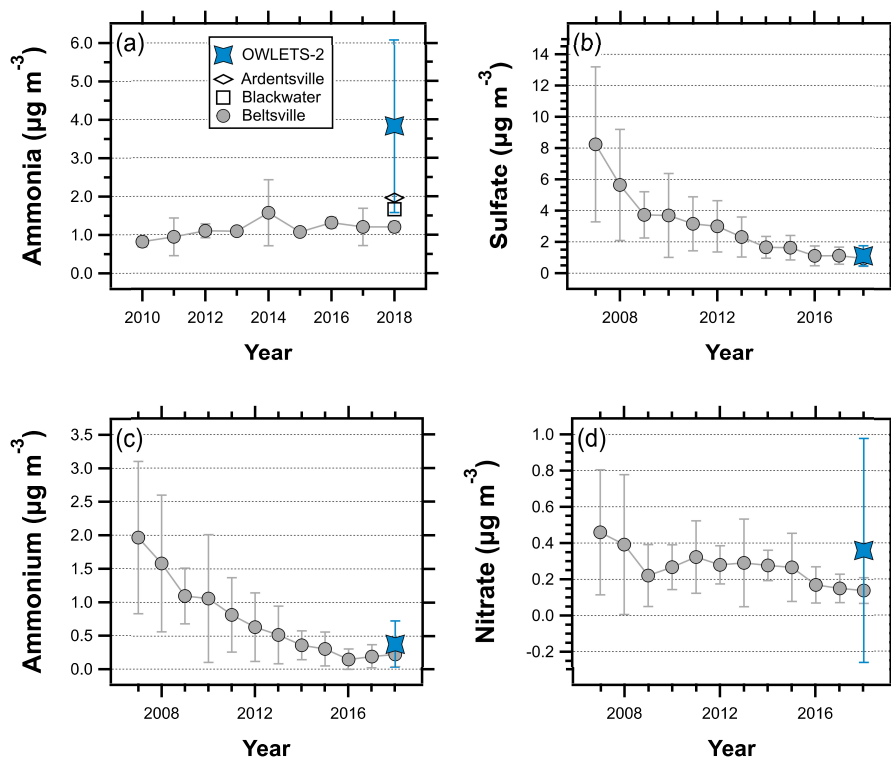 (a)
OWLETS-2
Ardentsville
Blackwater
Beltsville
6.0
5.0
4.0
3.0
2.0
1.0
0.0
Ammonia (µg m-3)
2010
2012
2014
2016
2018
Year
(b)
14
12
10
8
6
4
2
0
Sulfate (µg m-3)
2008
2012
2016
Year
(c)
3.5
3.0
2.5
2.0
1.5
1.0
0.5
0.0
Ammonium (µg m-3)
2008
2012
2016
Year
(d)
1.0
0.8
0.6
0.4
0.2
0.0
-0.2
Nitrate (µg m-3)
2008
2012
2016
Year